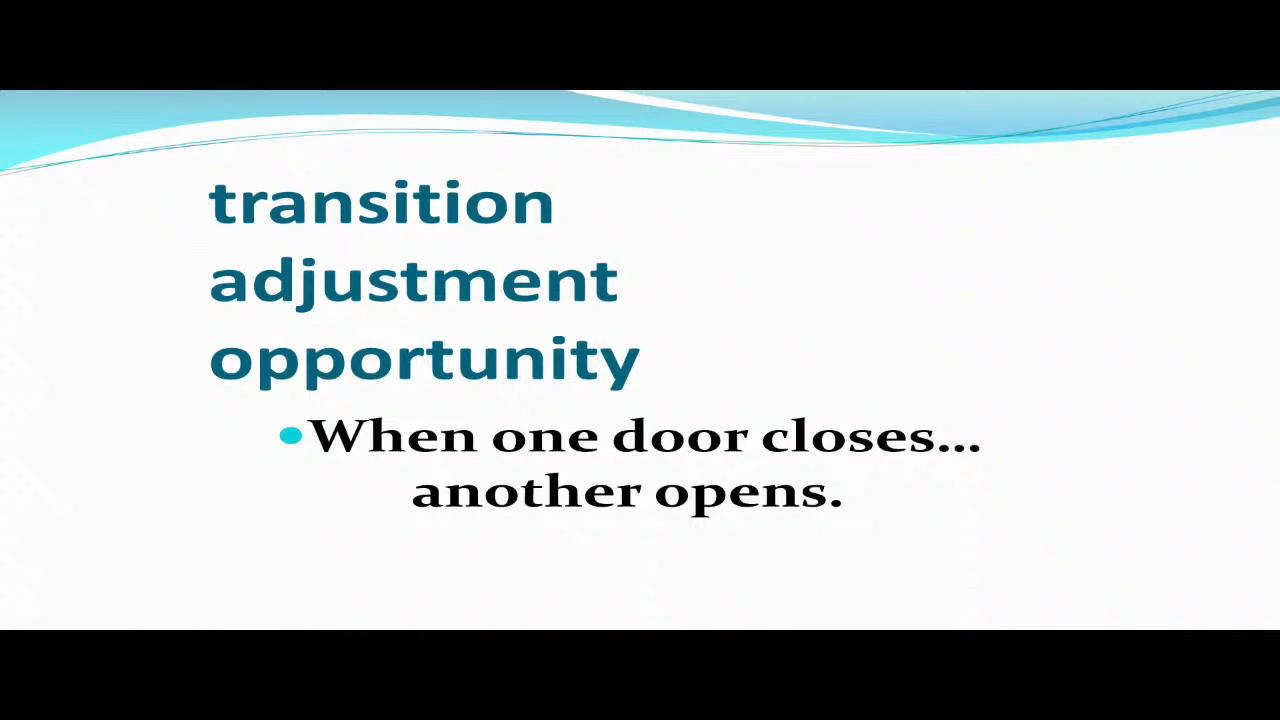 transition
adjustment
opportunity
•When one door closes...
another opens.